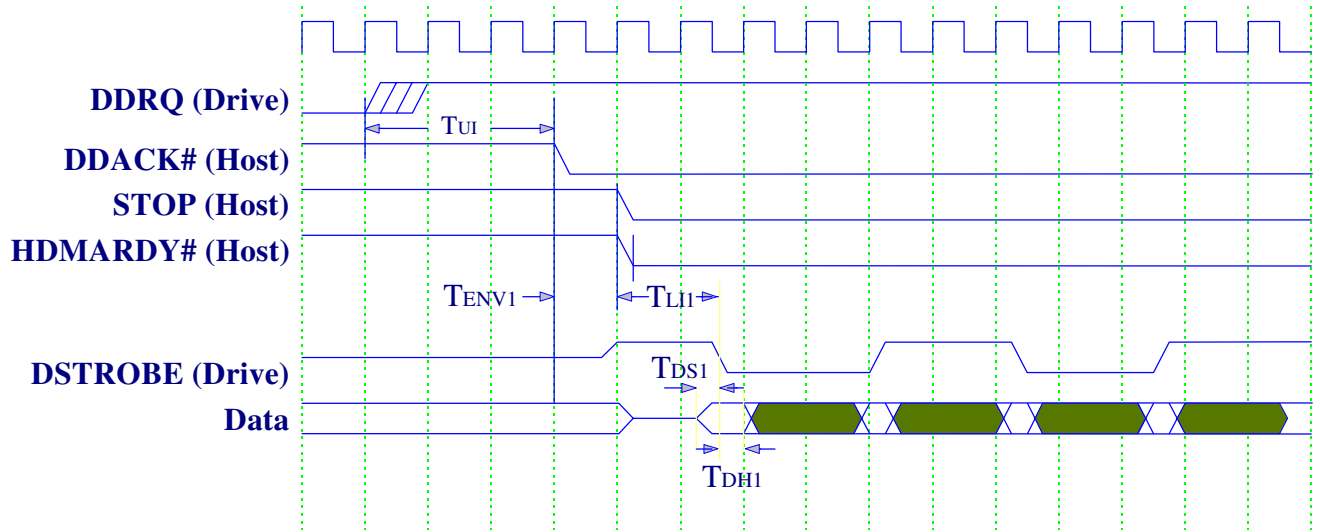 DDRQ (Drive)
TUI
DDACK# (Host)
STOP (Host)
HDMARDY# (Host)
TENV1
TLI1
TDS1
DSTROBE (Drive)
Data
TDH1